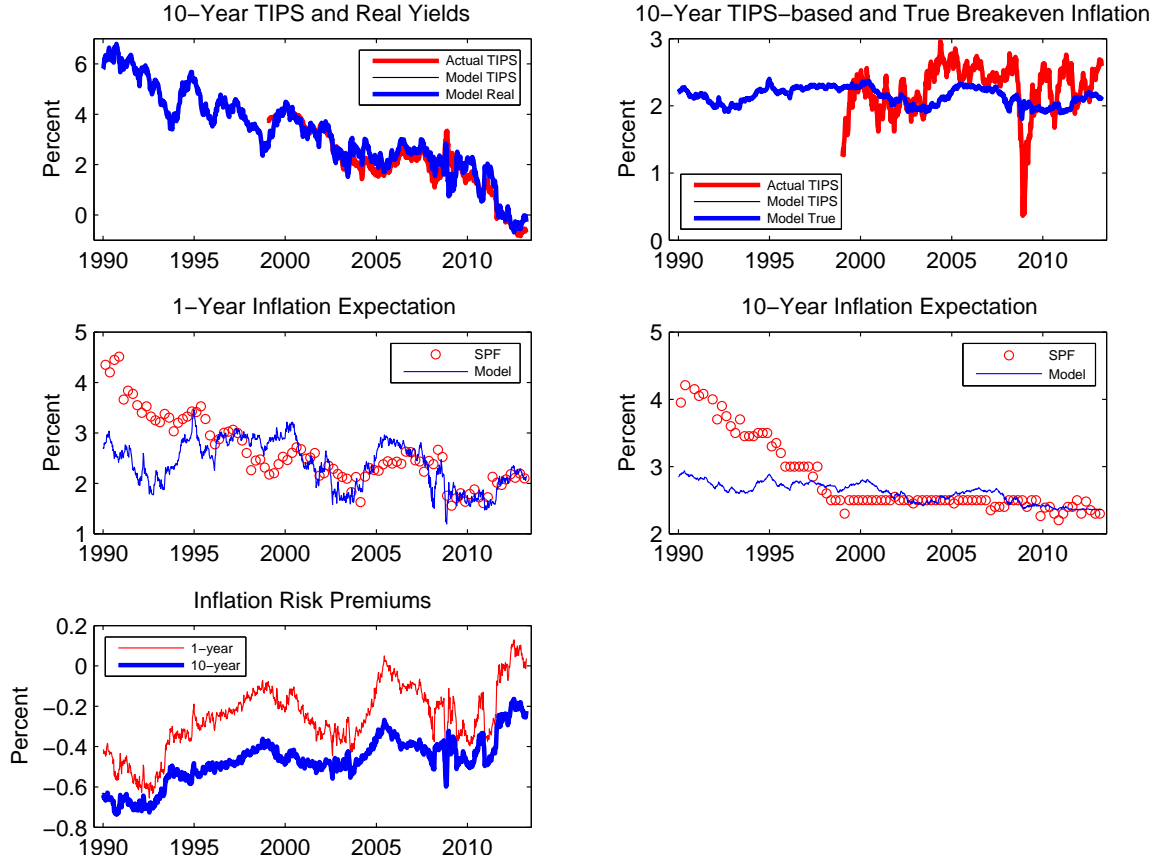 10−Year TIPS and Real Yields
Percent
6
4
2
0
Actual TIPS
Model TIPS
Model Real
1990 1995 2000 2005 2010
10−Year TIPS−based and True Breakeven Inflation
Percent
3
2
1
0
Actual TIPS
Model TIPS
Model True
1990 1995 2000 2005 2010
1−Year Inflation Expectation
Percent
5
4
3
2
1
SPF
Model
1990 1995 2000 2005 2010
10−Year Inflation Expectation
Percent
5
4
3
2
SPF
Model
1990 1995 2000 2005 2010
Inflation Risk Premiums
Percent
0.2
0
−0.2
−0.4
−0.6
−0.8
1−year
10−year
1990 1995 2000 2005 2010